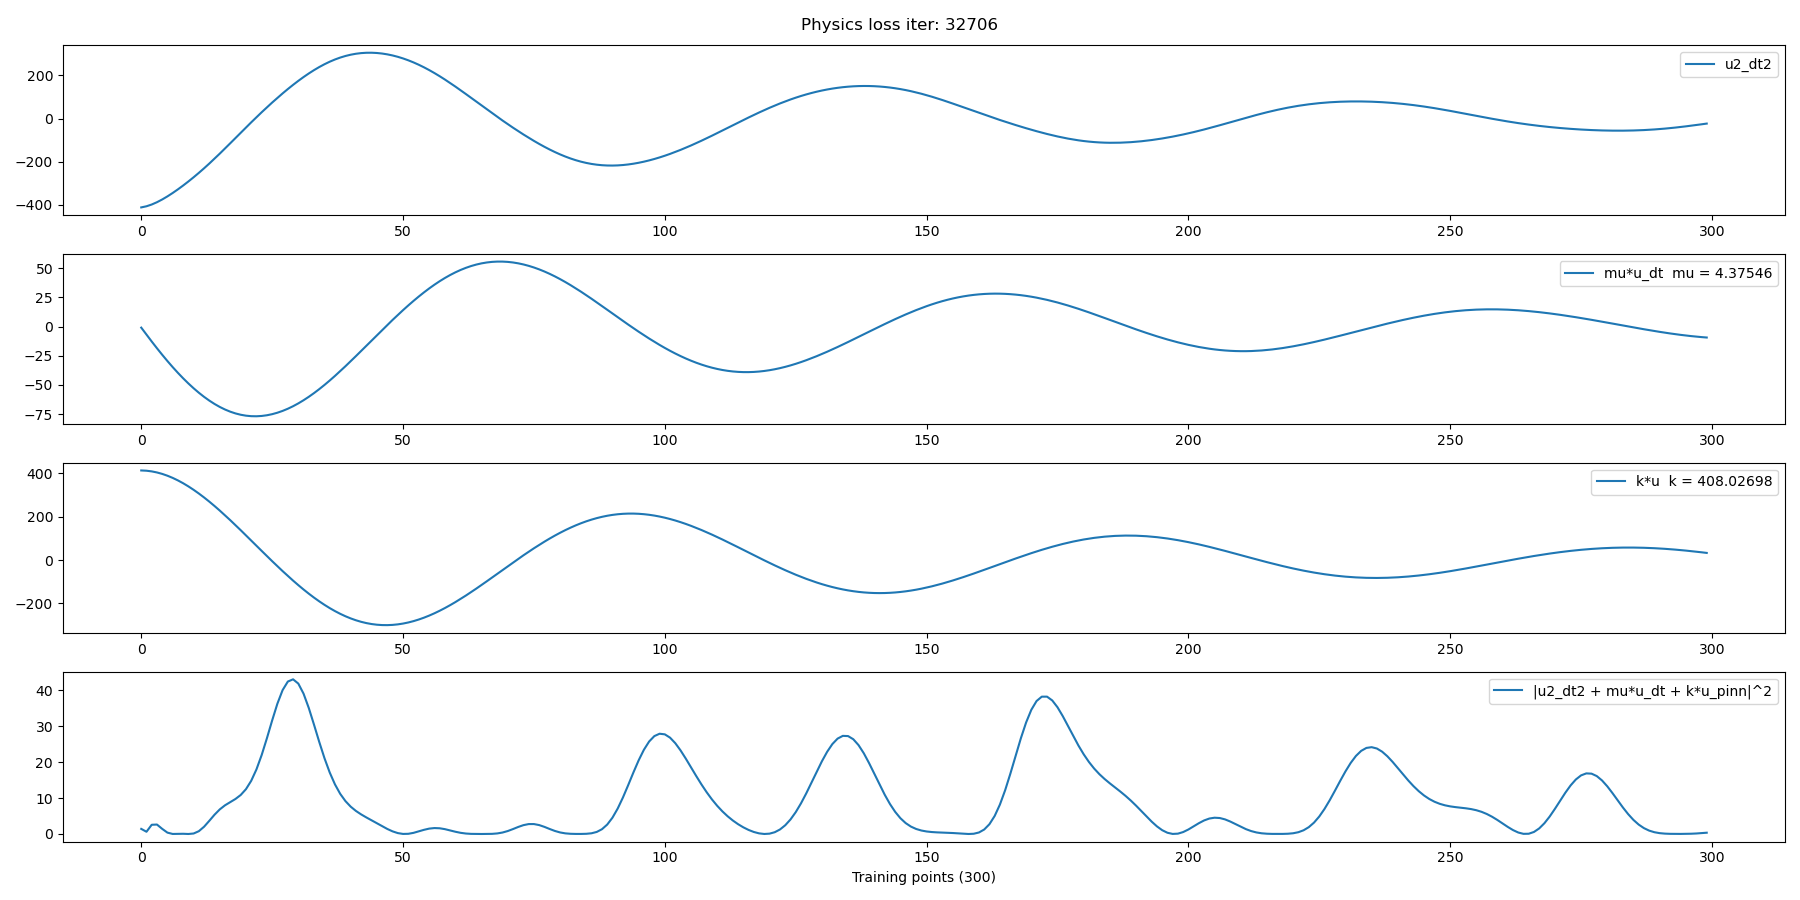 Physics loss iter: 32706
u2_dt2
200
0
−200
−400
0 50 100 150 200 250 300
mu*u_dt  mu = 4.37546
50
25
0
−25
−50
−75
0 50 100 150 200 250 300
k*u  k = 408.02698
400
200
0
−200
0 50 100 150 200 250 300
|u2_dt2 + mu*u_dt + k*u_pinn|^2
40
30
20
10
0
0 50 100 150 200 250 300
Training points (300)